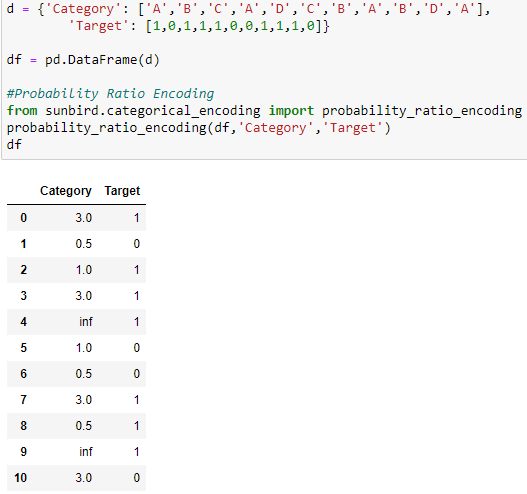 d = {'Category': ['A','B','C','A','D','C','B','A','B','D','A'],
'Target': [1,0,1,1,1,0,0,1,1,1,0]}
df = pd.DataFrame(d)
#Probability Ratio Encoding
from sunbird.categorical_encoding import probability_ratio_encoding
probability_ratio_encoding(df,'Category','Target')
df
Category Target
0 3.0 1
1 0.5 0
2 1.0 1
3 3.0 1
4 inf 1
5 1.0 0
6 0.5 0
7 3.0 1
8 0.5 1
9 inf 1
10 3.0 0